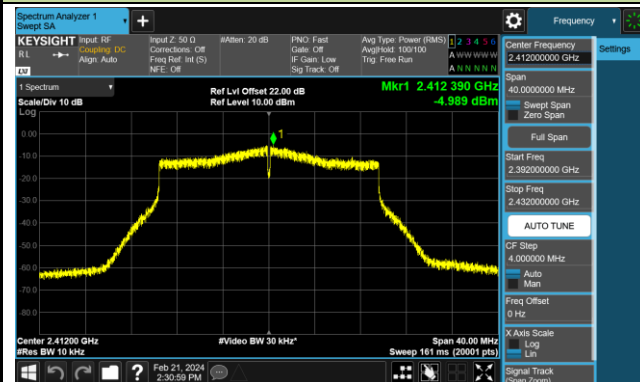 Spectrum Analyzer 1
Swept SA
Frequency
KEYSIGHT
RL
LXI
Input: RF
Coupling: DC
Align: Auto
Input Z: 50 Ω
Corrections: Off
Freq Ref: Int (S)
NFE: Off
#Atten: 20 dB
PNO: Fast
Gate: Off
IF Gain: Low
Sig Track: Off
Avg Type: Power (RMS)
Avg|Hold: 100/100
Trig: Free Run
1 2 3 4 5 6
A W W W W W
A N N N N N
1 Spectrum
Scale/Div 10 dB
Log
Ref Lvl Offset 22.00 dB
Ref Level 10.00 dBm
Mkr1 2.412 390 GHz
-4.989 dBm
1
0.00
-10.0
-20.0
-30.0
-40.0
-50.0
-60.0
-70.0
-80.0
Center 2.41200 GHz
#Res BW 10 kHz
#Video BW 30 kHz*
Span 40.00 MHz
Sweep 161 ms (20001 pts)
Feb 21, 2024
2:30:59 PM
Center Frequency
2.412000000 GHz
Settings
Span
40.0000000 MHz
Swept Span
Zero Span
Full Span
Start Freq
2.392000000 GHz
Stop Freq
2.432000000 GHz
AUTO TUNE
CF Step
4.000000 MHz
Auto
Man
Freq Offset
0 Hz
X Axis Scale
Log
Lin
Signal Track
(Span Zoom)